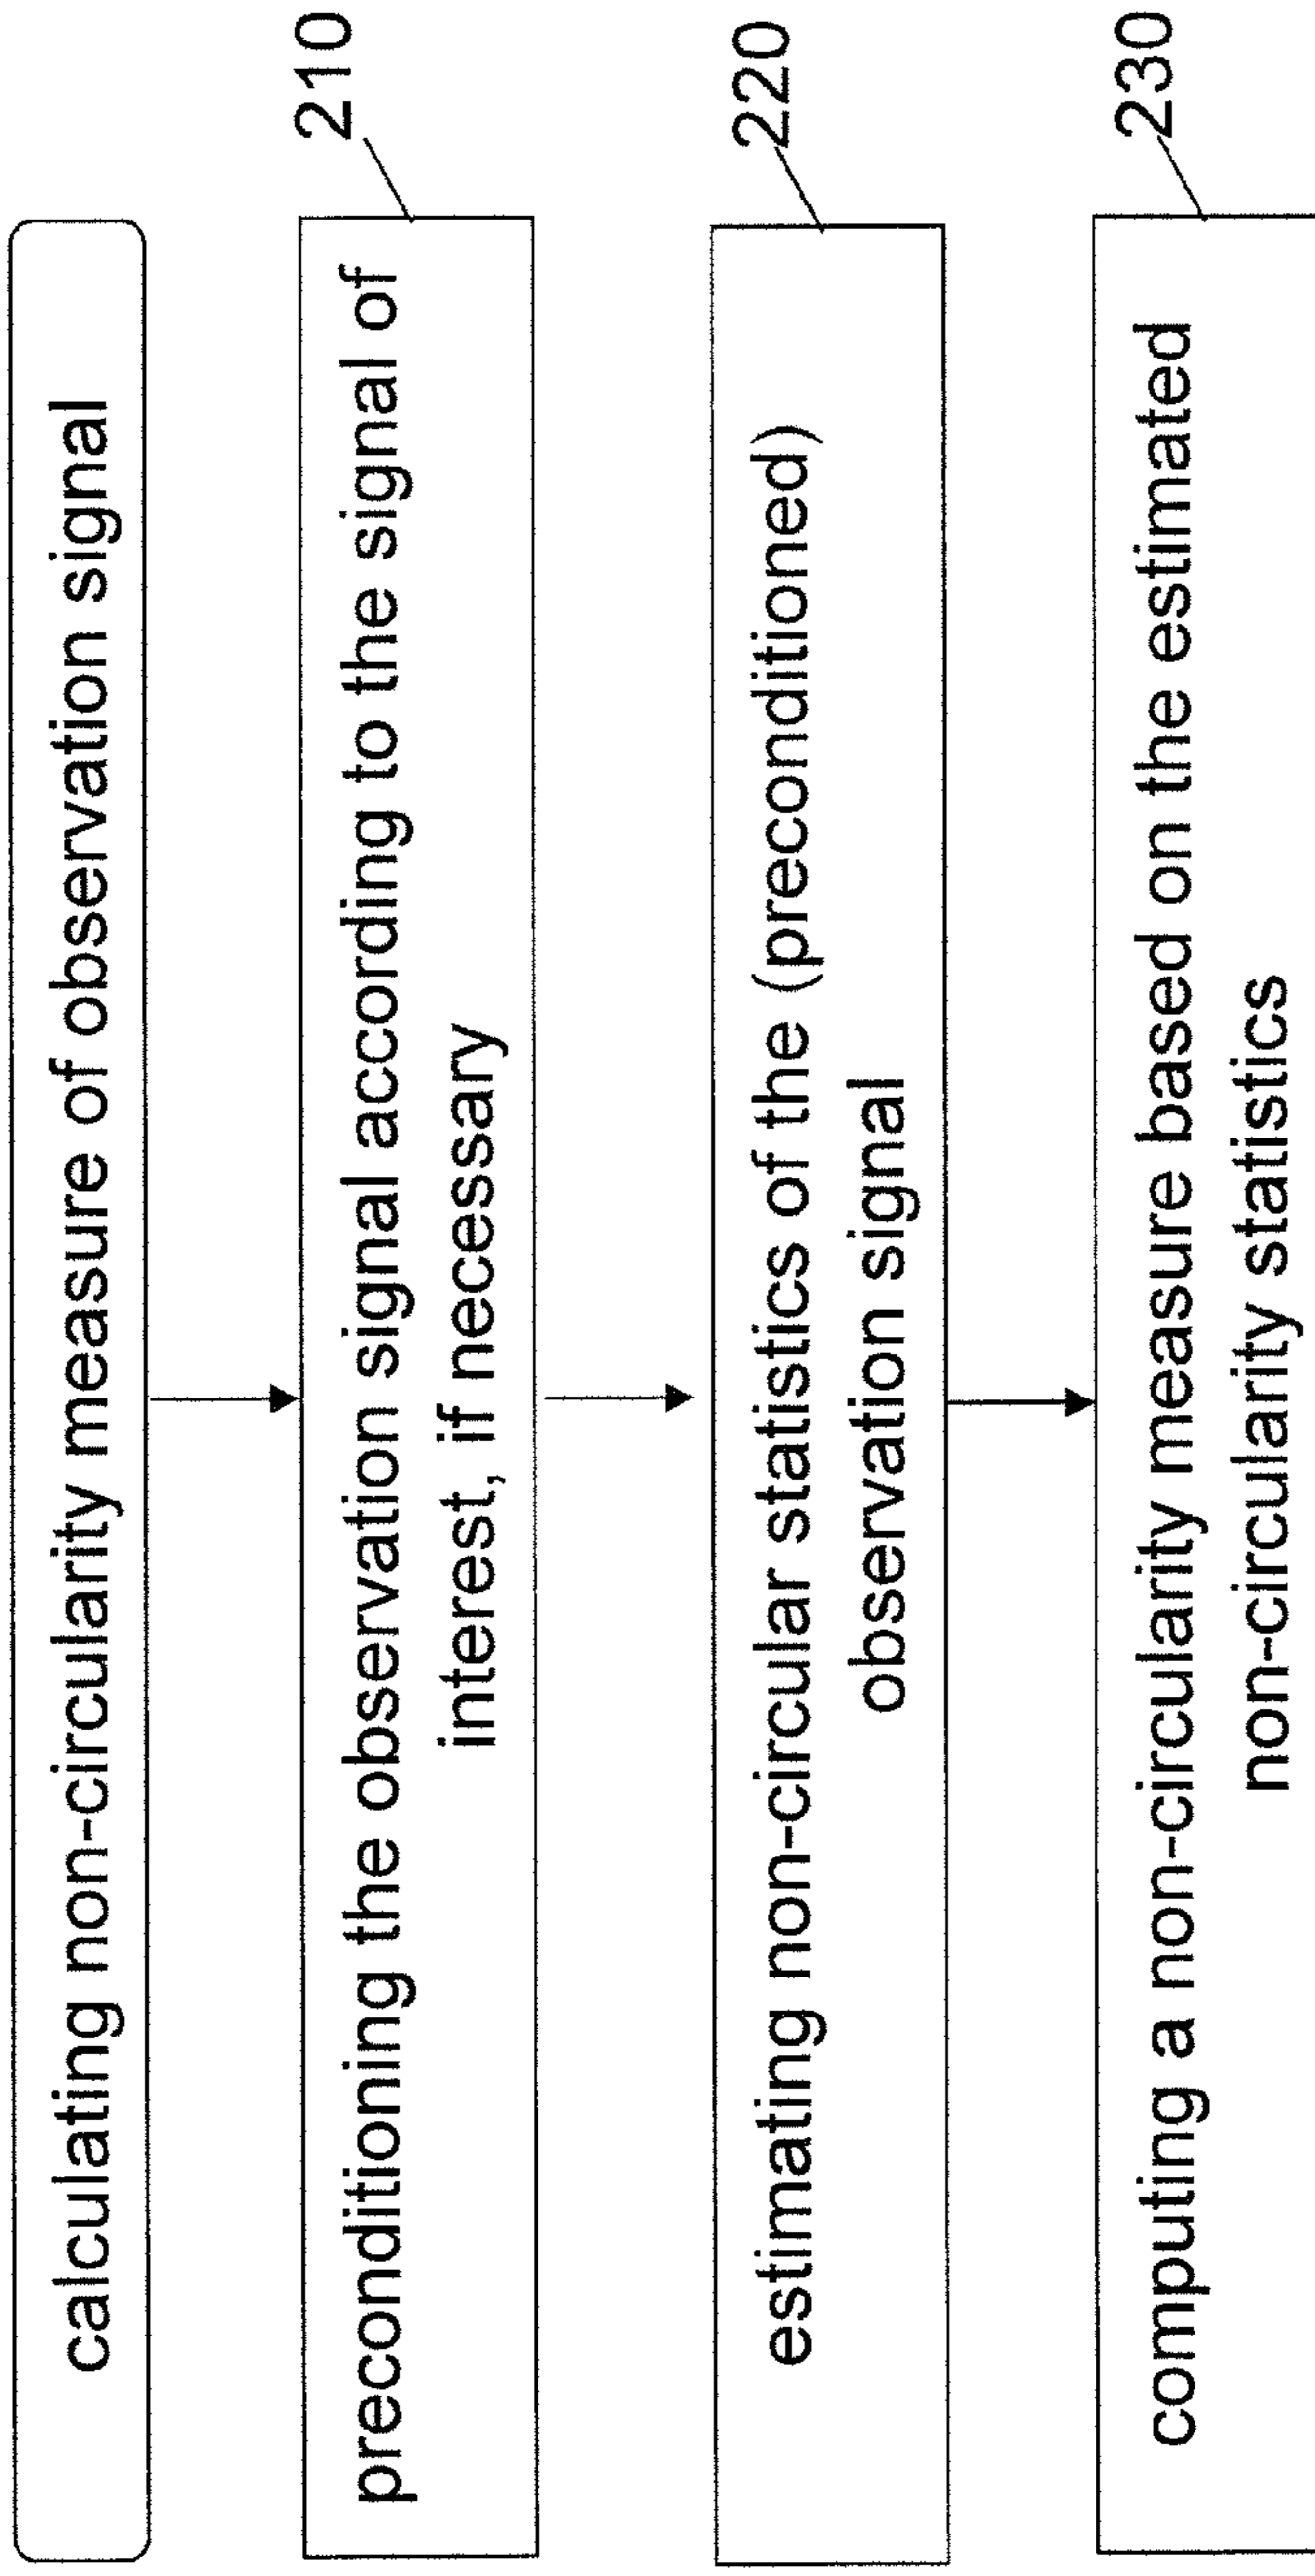 calculating non-circularity measure of observation signal
210
preconditioning the observation signal according to the signal of
interest, if necessary
220
estimating non-circular statistics of the (preconditioned)
observation signal
230
computing a non-circularity measure based on the estimated
non-circularity statistics